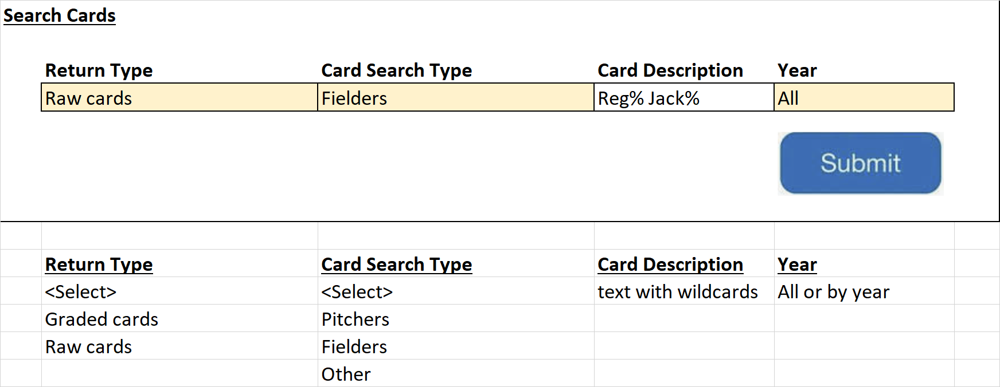 Search Cards
Return Type Card Search Type Card Description Year
Raw cards Fielders Reg% Jack% All
Submit
Return Type Card Search Type Card Description Year
<Select> <Select> text with wildcards All or by year
Graded cards Pitchers
Raw cards Fielders
Other